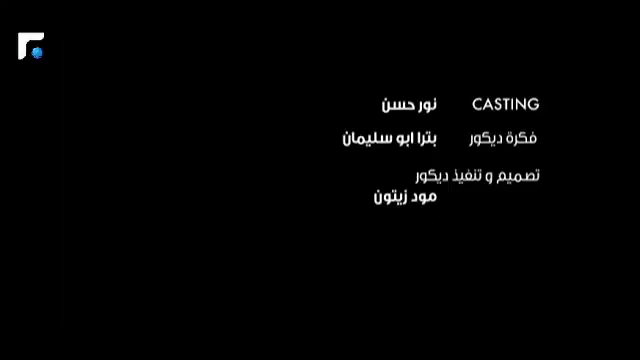 CASTING نور حسن
فكرة ديكور بترا ابو سليمان
تصميم و تنفيذ ديكور
مود زيتون